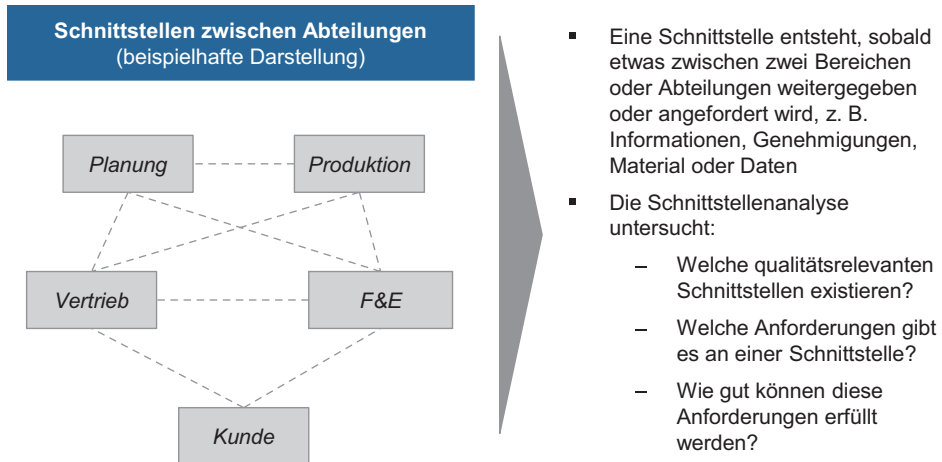 Schnittstellen zwischen Abteilungen
(beispielhafte Darstellung)
Planung
Produktion
Vertrieb
F&E
Kunde
▪ Eine Schnittstelle entsteht, sobald
etwas zwischen zwei Bereichen
oder Abteilungen weitergegeben
oder angefordert wird, z. B.
Informationen, Genehmigungen,
Material oder Daten
▪ Die Schnittstellenanalyse
untersucht:
– Welche qualitätsrelevanten
Schnittstellen existieren?
– Welche Anforderungen gibt
es an einer Schnittstelle?
– Wie gut können diese
Anforderungen erfüllt
werden?